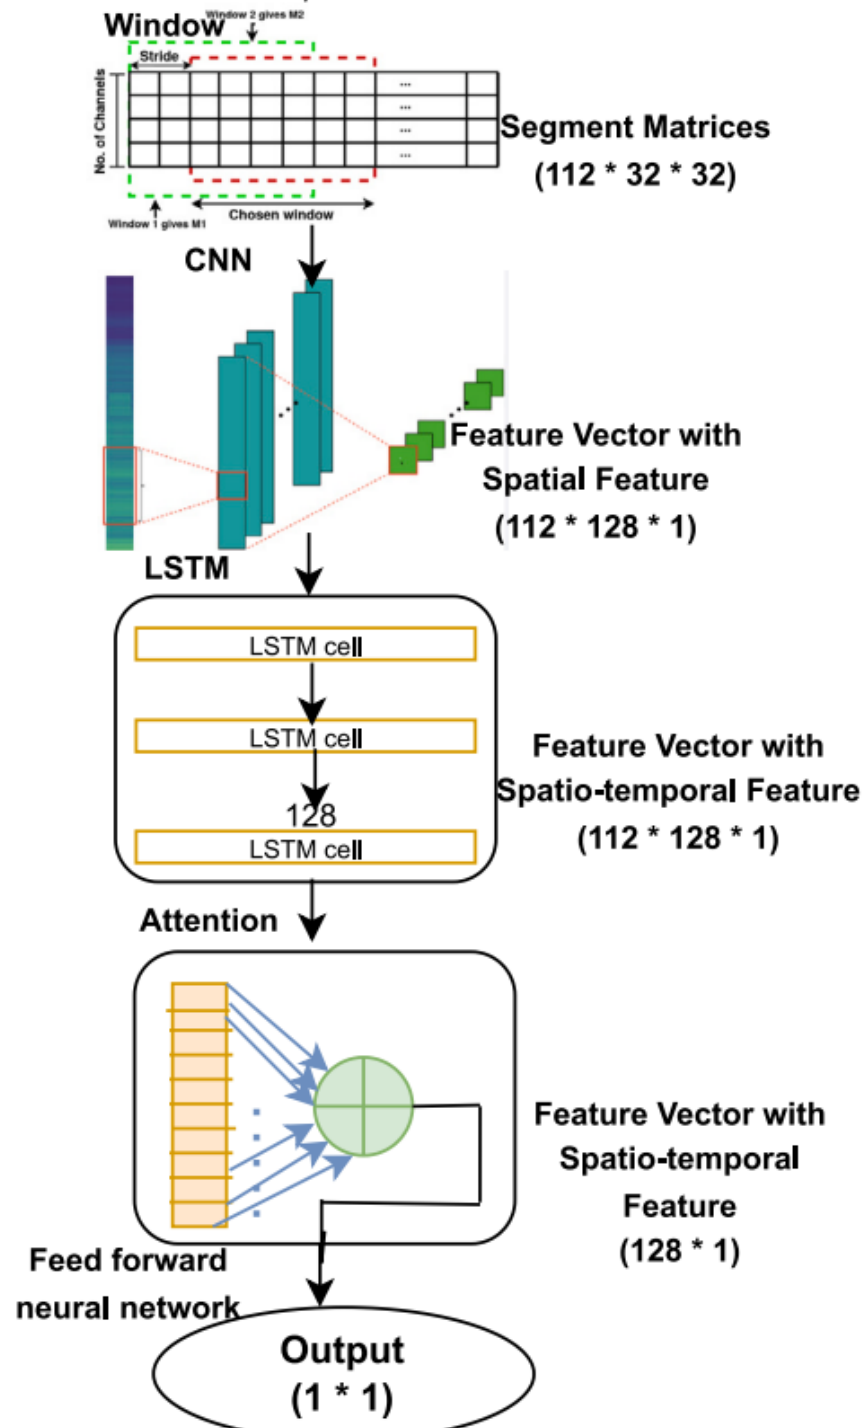 Window 2 gives M2
Window
Stride
No. of Channels
...
...
...
...
Segment Matrices
(112 * 32 * 32)
Chosen window
Window 1 gives M1
CNN
Feature Vector with
Spatial Feature
(112 * 128 * 1)
LSTM
LSTM cell
LSTM cell
128
LSTM cell
Feature Vector with
Spatio-temporal Feature
(112 * 128 * 1)
Attention
Feature Vector with
Spatio-temporal
Feature
(128 * 1)
Feed forward
neural network
Output
(1 * 1)